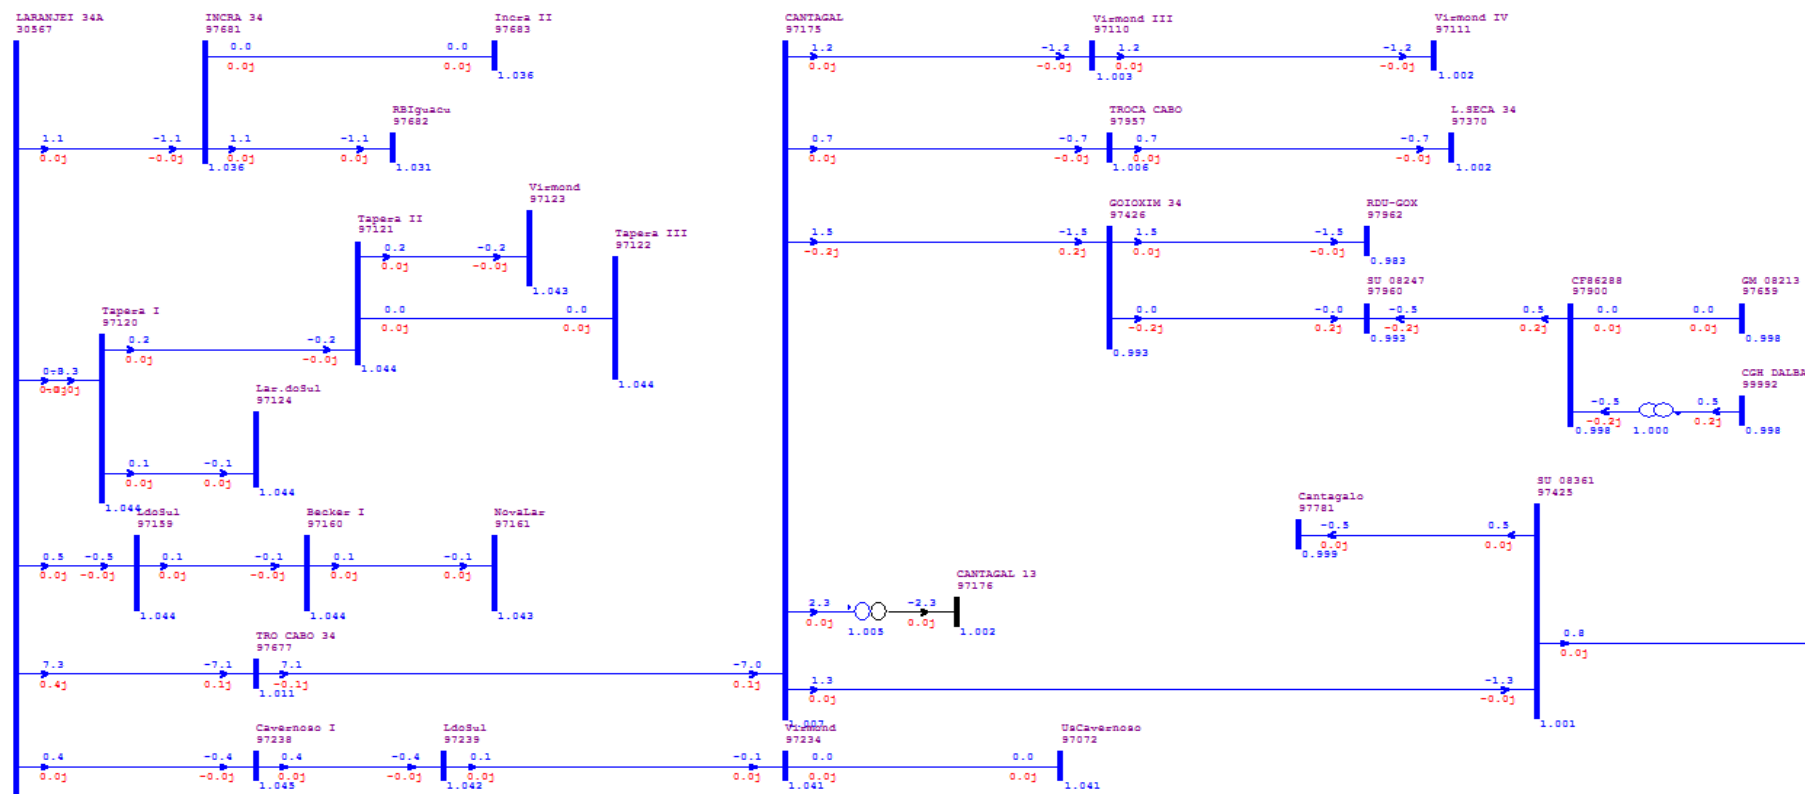 LARANJEI 34A
30567
INCRA 34
97681
Incra II
97683
0.0
0.0j
0.0
0.0j
1.036
RBIguacu
97682
1.1
0.0j
-1.1
-0.0j
1.1
0.0j
-1.1
0.0j
1.036
1.031
Virmond
97123
Tapera II
97121
Tapera III
97122
0.2
0.0j
-0.2
-0.0j
1.043
0.0
0.0j
0.0
0.0j
Tapera I
97120
0.2
0.0j
-0.2
-0.0j
1.044
1.044
Lar.doSul
97124
0.1
0.0j
-0.1
0.0j
1.044
1.044
LdoSul
97159
Becker I
97160
NovaLar
97161
0.5
0.0j
-0.5
-0.0j
0.1
0.0j
-0.1
-0.0j
0.1
0.0j
-0.1
0.0j
1.044
1.044
1.043
TRO CABO 34
97677
7.3
0.4j
-7.1
0.1j
7.1
-0.1j
-7.0
0.1j
1.011
Cavernoso I
97238
LdoSul
97239
Virmond
97234
UsCavernoso
97072
0.4
0.0j
-0.4
-0.0j
0.4
0.0j
-0.4
-0.0j
0.1
0.0j
-0.1
0.0j
0.0
0.0j
0.0
0.0j
1.045
1.042
1.041
1.041
CANTAGAL
97175
Virmond III
97110
Virmond IV
97111
1.2
0.0j
-1.2
-0.0j
1.2
0.0j
-1.2
-0.0j
1.003
1.002
TROCA CABO
97957
L.SECA 34
97370
0.7
0.0j
-0.7
-0.0j
0.7
0.0j
-0.7
-0.0j
1.006
1.002
GOIOXIM 34
97426
RDU-GOX
97962
1.5
-0.2j
-1.5
0.2j
1.5
0.0j
-1.5
-0.0j
0.983
SU 08247
97960
CF86288
97900
GM 08213
97659
0.0
-0.2j
-0.0
0.2j
-0.5
-0.2j
0.5
0.2j
0.0
0.0j
0.0
0.0j
0.993
0.993
0.998
CGH DALBA
99992
-0.5
-0.2j
0.5
0.2j
0.998
1.000
0.998
SU 08361
97425
Cantagalo
97781
-0.5
0.0j
0.5
0.0j
0.999
CANTAGAL 13
97176
2.3
0.0j
-2.3
0.0j
1.005
1.002
0.8
0.0j
1.3
0.0j
-1.3
-0.0j
1.007
1.001